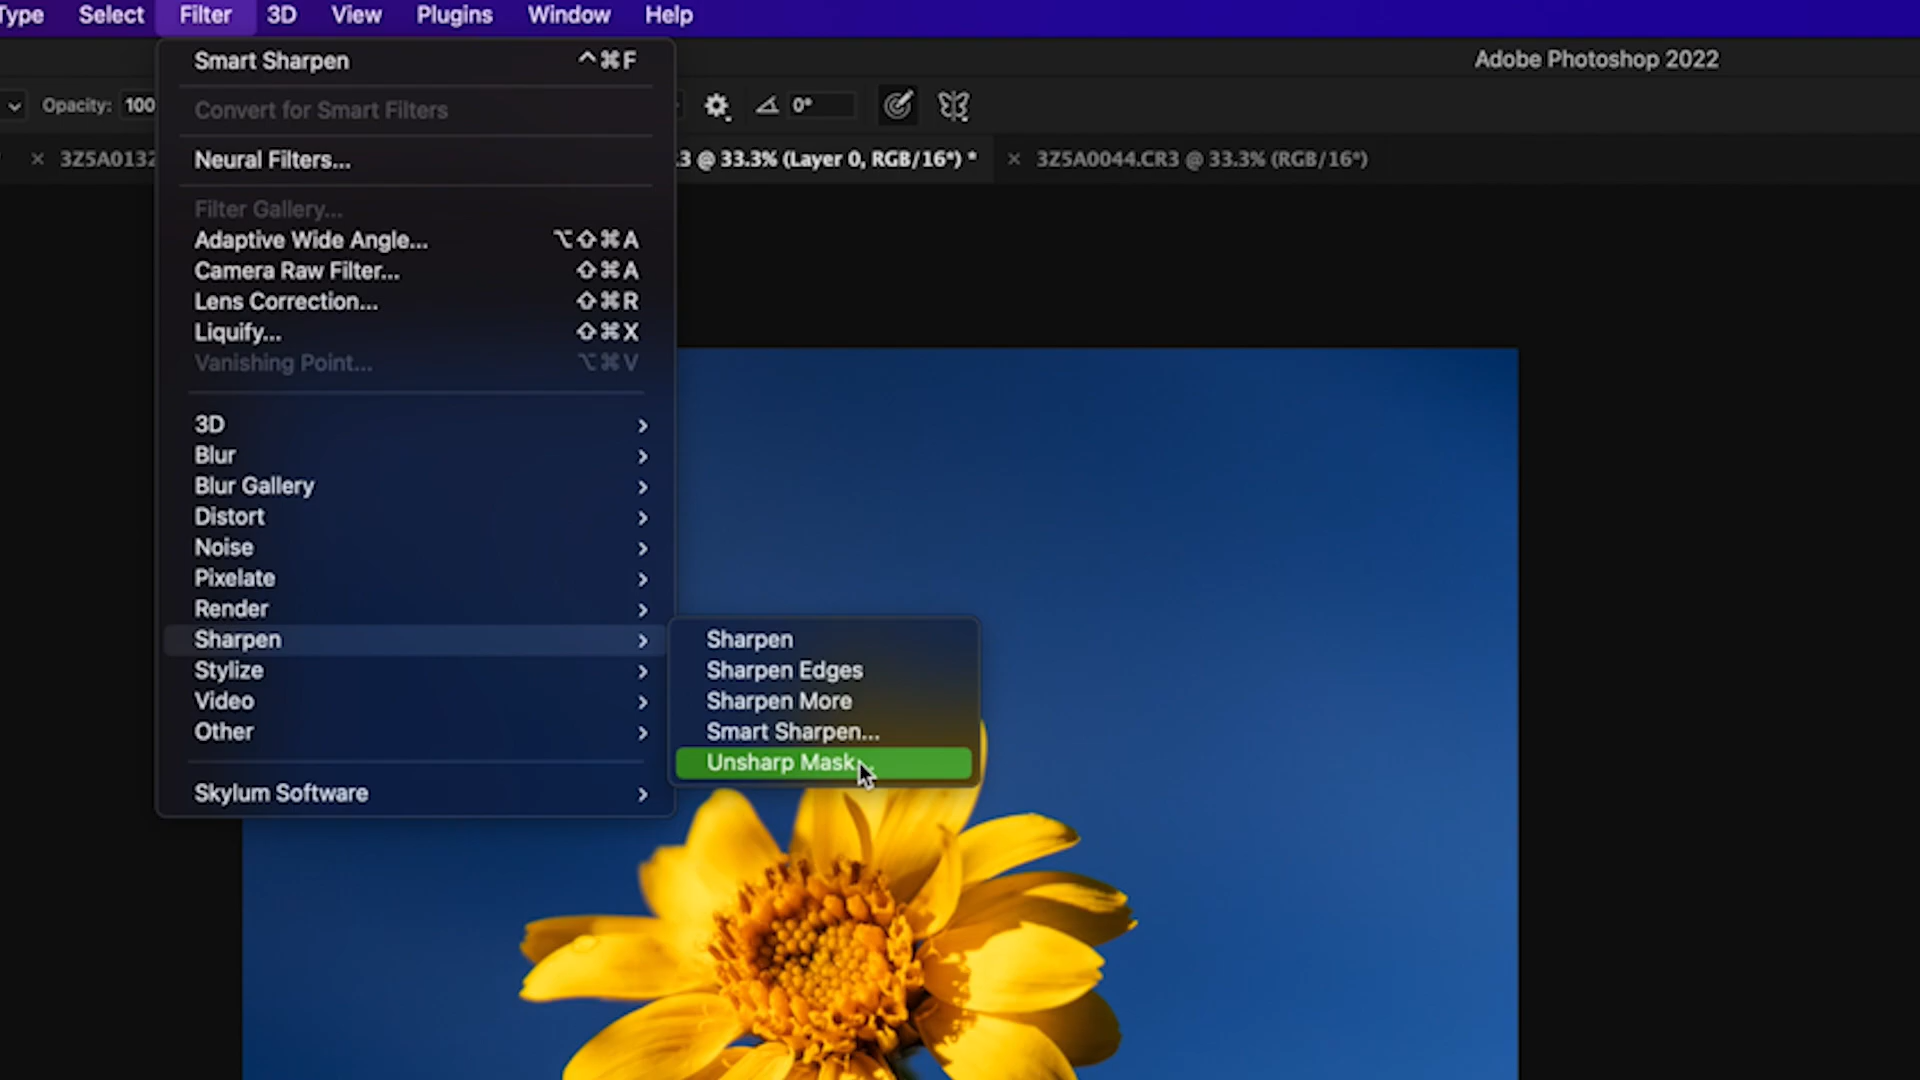 Type Select Filter 3D View Plugins Window Help
Adobe Photoshop 2022
Smart Sharpen ^⌘F
Opacity: 100
0°
Convert for Smart Filters
× 3Z5A0132
.3 @ 33.3% (Layer 0, RGB/16*) *
× 3Z5A0044.CR3 @ 33.3% (RGB/16*)
Neural Filters...
Filter Gallery...
Adaptive Wide Angle... ⌥⇧⌘A
Camera Raw Filter... ⇧⌘A
Lens Correction... ⇧⌘R
Liquify... ⇧⌘X
Vanishing Point... ⌥⌘V
3D >
Blur >
Blur Gallery >
Distort >
Noise >
Pixelate >
Render >
Sharpen >
Stylize >
Video >
Other >
Skylum Software >
Sharpen
Sharpen Edges
Sharpen More
Smart Sharpen...
Unsharp Mask...